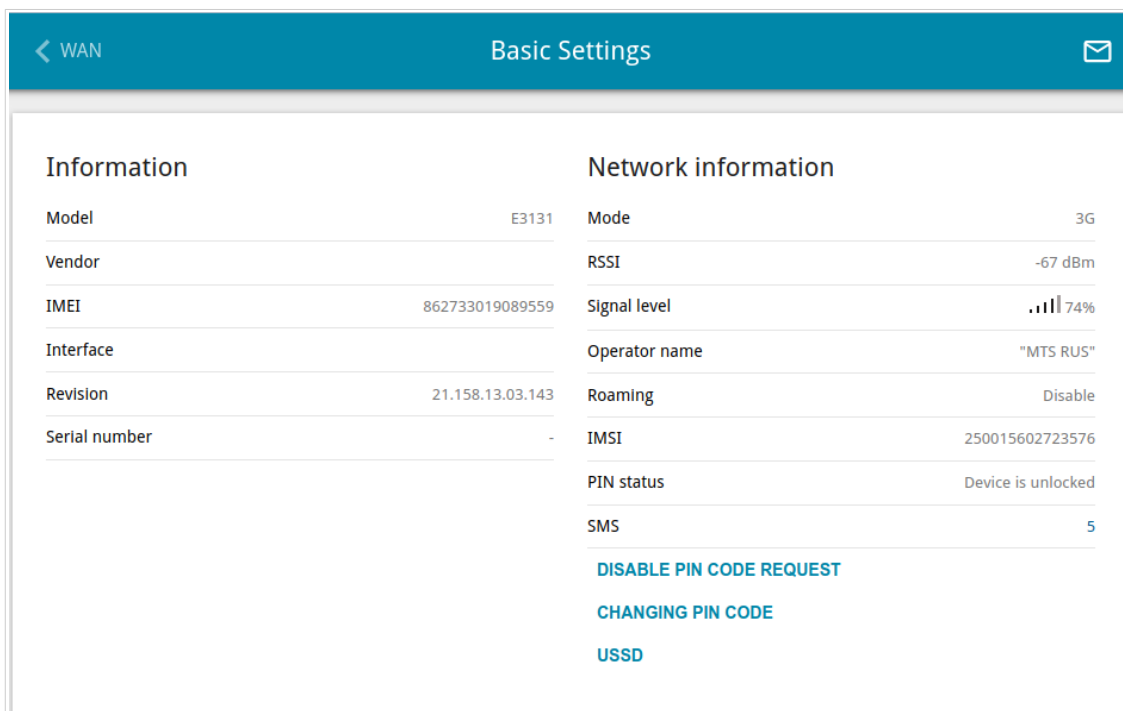 WAN
Basic Settings
Information
Model E3131
Vendor
IMEI 862733019089559
Interface
Revision 21.158.13.03.143
Serial number -
Network information
Mode 3G
RSSI -67 dBm
Signal level 74%
Operator name "MTS RUS"
Roaming Disable
IMSI 250015602723576
PIN status Device is unlocked
SMS 5
DISABLE PIN CODE REQUEST
CHANGING PIN CODE
USSD